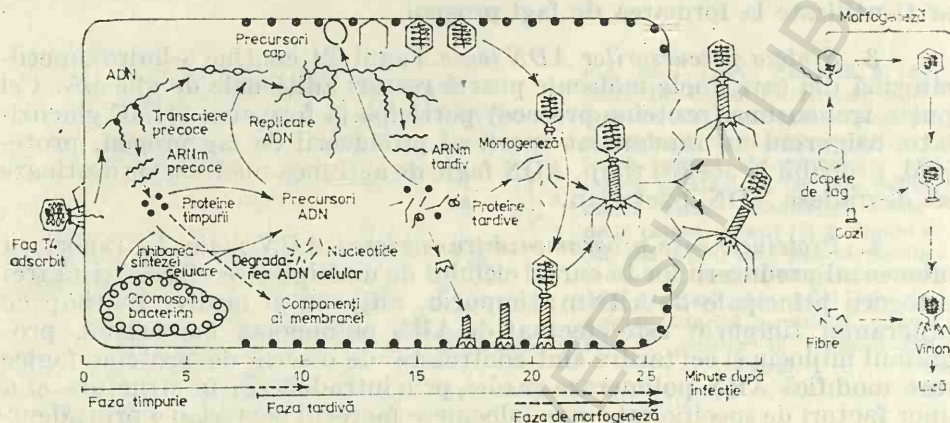 Morfogeneză
Precursori
cap
ADN
Transcriere
precoce
ARNm
precoce
Replicare
ADN
ARNm
tardiv
Morfogeneză
Capete
de fag
Cozi
Proteine
timpurii
Precursori
ADN
Proteine
tardive
Fag T4
adsorbit
Inhibarea
sintezei
celulare
Degrada-
rea ADN celular
Nucleotide
Cromosom
bacterian
Componenți
ai membranei
Fibre
Virion
Liză
0 5 10 15 20 25 Minute după
infecție
Faza timpurie
Faza tardivă
Faza de morfogeneză
ERSITY LIB